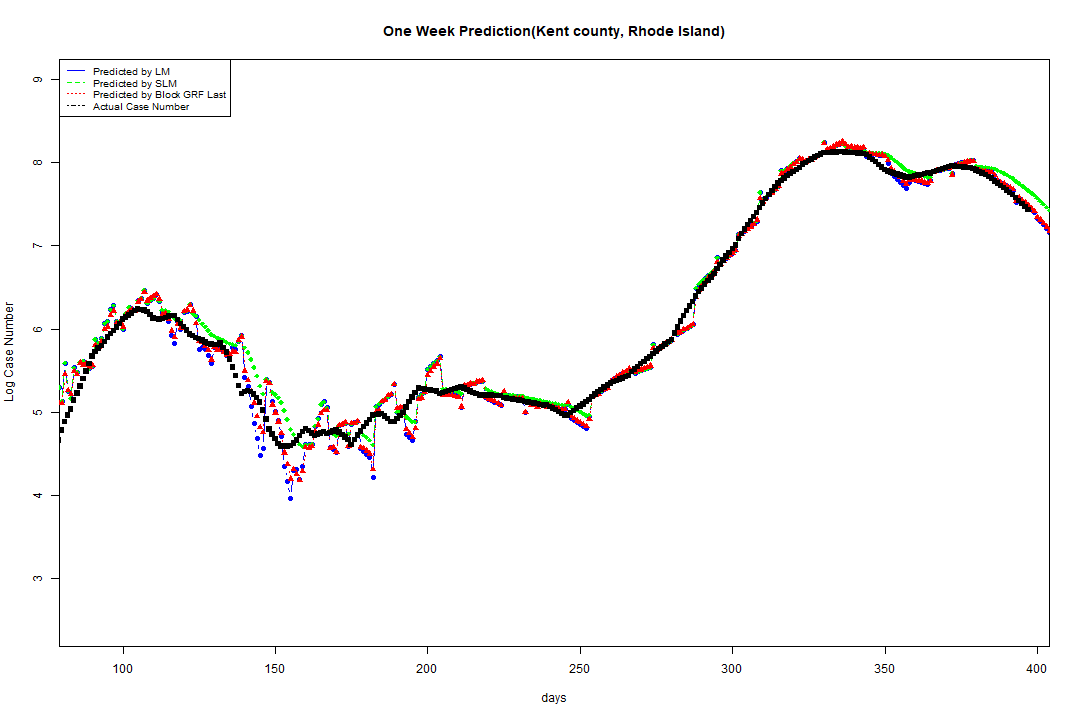 One Week Prediction(Kent county, Rhode Island)
Predicted by LM
Predicted by SLM
Predicted by Block GRF Last
Actual Case Number
Log Case Number
9
8
7
6
5
4
3
100 150 200 250 300 350 400
days